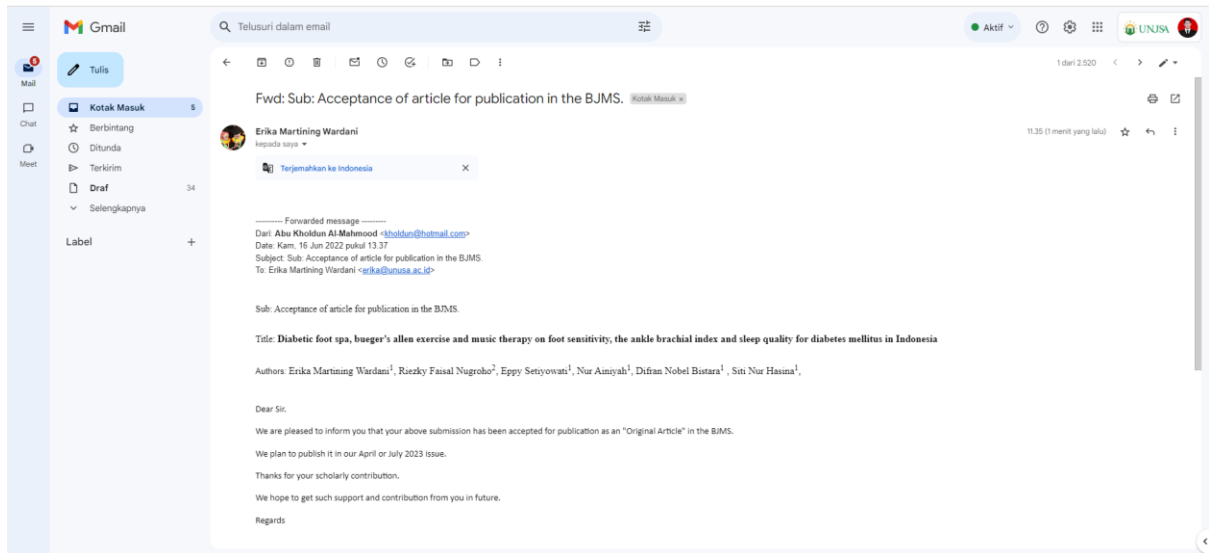 Gmail
Telusuri dalam email
Aktif
UNUSA
5
Mail
Chat
Meet
Tulis
Kotak Masuk 5
Berbintang
Ditunda
Terkirim
Draf 34
Selengkapnya
Label +
1 dari 2.520
Fwd: Sub: Acceptance of article for publication in the BJMS. Kotak Masuk x
Erika Martining Wardani
kepada saya
11.35 (1 menit yang lalu)
Terjemahkan ke Indonesia
---------- Forwarded message ---------
Dari: Abu Kholdun Al-Mahmood <kholdun@hotmail.com>
Date: Kam, 16 Jun 2022 pukul 13.37
Subject: Sub: Acceptance of article for publication in the BJMS.
To: Erika Martining Wardani <erika@unusa.ac.id>
Sub: Acceptance of article for publication in the BJMS.
Title: Diabetic foot spa, bueger's allen exercise and music therapy on foot sensitivity, the ankle brachial index and sleep quality for diabetes mellitus in Indonesia
Authors: Erika Martining Wardani1, Riezky Faisal Nugroho2, Eppy Setiyowati1, Nur Ainiyah1, Difran Nobel Bistara1 , Siti Nur Hasina1,
Dear Sir,
We are pleased to inform you that your above submission has been accepted for publication as an "Original Article" in the BJMS.
We plan to publish it in our April or July 2023 Issue.
Thanks for your scholarly contribution.
We hope to get such support and contribution from you in future.
Regards